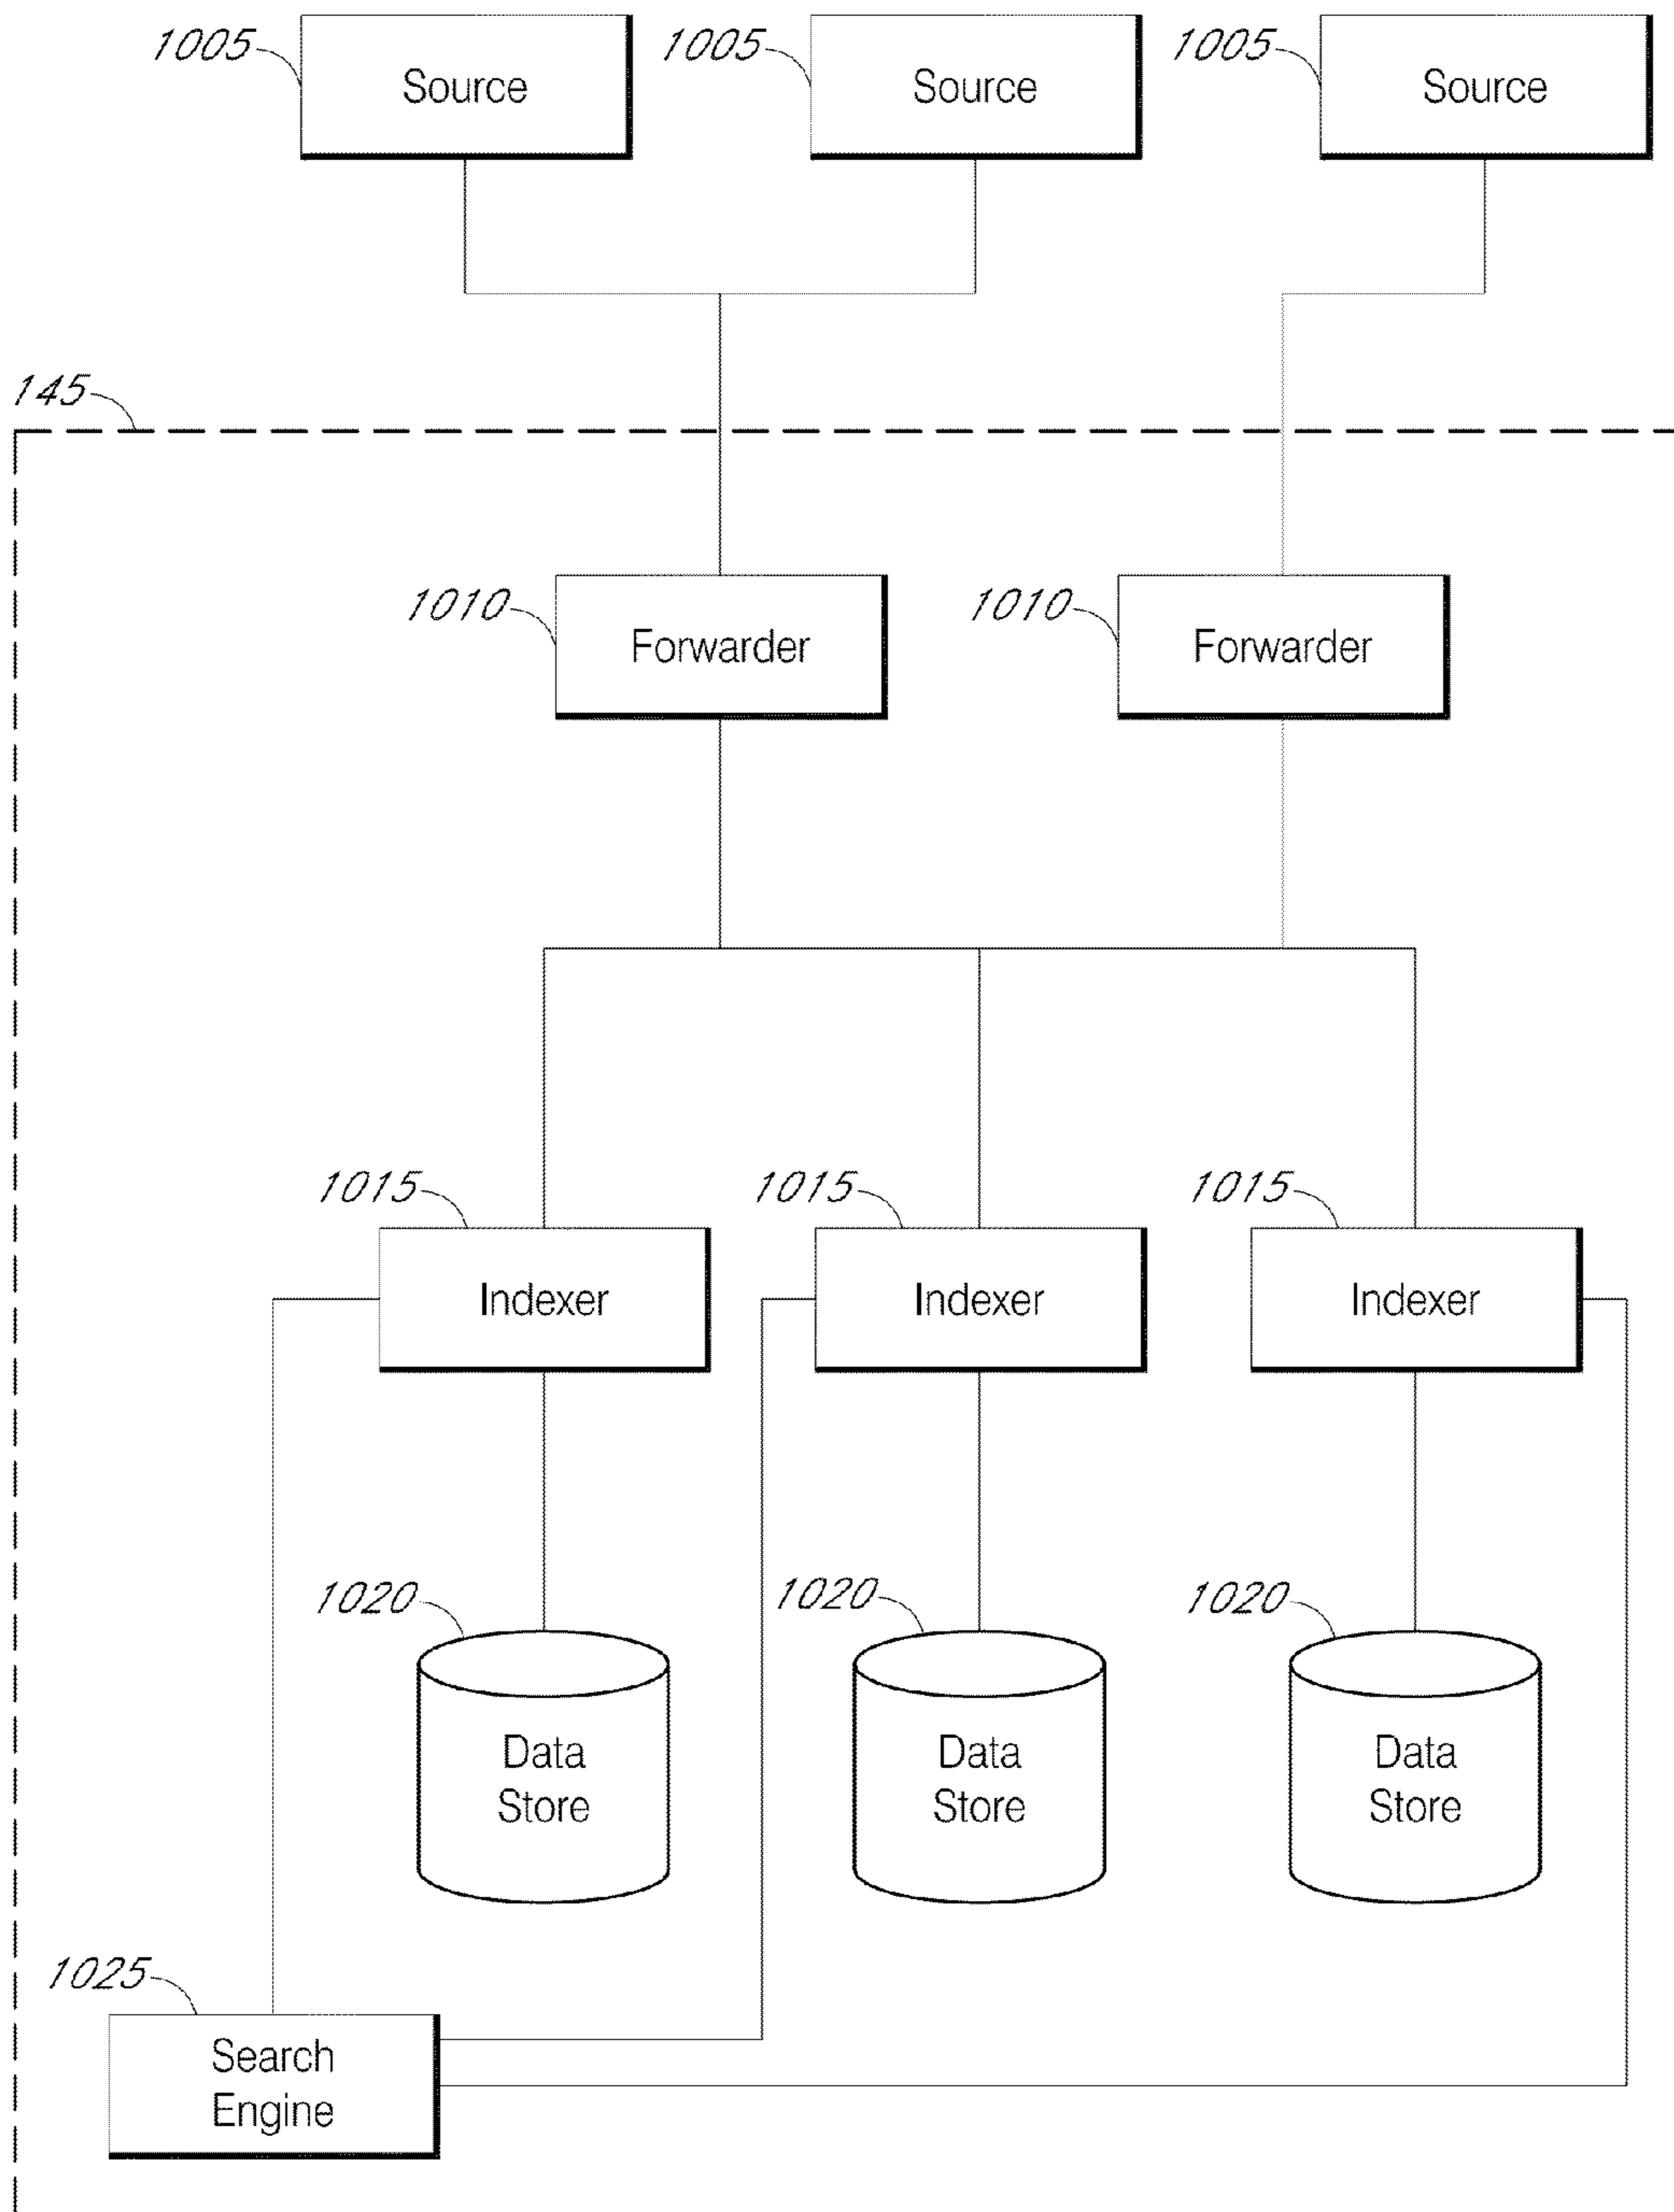 1005
1005
1005
Source
Source
Source
145
1010
1010
Forwarder
Forwarder
1015
1015
1015
Indexer
Indexer
Indexer
1020
1020
1020
Data
Store
Data
Store
Data
Store
1025
Search
Engine